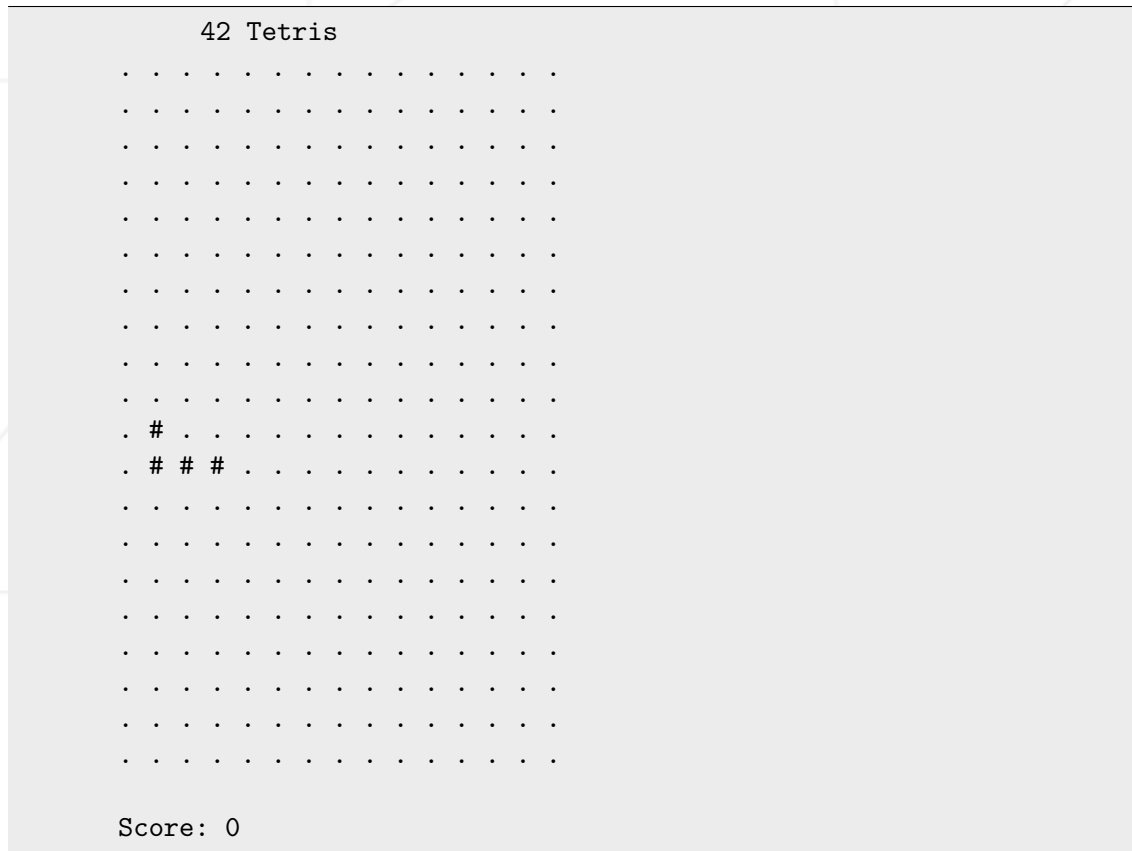 42 Tetris
. . . . . . . . . . . . . . .
. . . . . . . . . . . . . . .
. . . . . . . . . . . . . . .
. . . . . . . . . . . . . . .
. . . . . . . . . . . . . . .
. . . . . . . . . . . . . . .
. . . . . . . . . . . . . . .
. . . . . . . . . . . . . . .
. . . . . . . . . . . . . . .
. . . . . . . . . . . . . . .
. # . . . . . . . . . . . . .
. # # # . . . . . . . . . . .
. . . . . . . . . . . . . . .
. . . . . . . . . . . . . . .
. . . . . . . . . . . . . . .
. . . . . . . . . . . . . . .
. . . . . . . . . . . . . . .
. . . . . . . . . . . . . . .
. . . . . . . . . . . . . . .
. . . . . . . . . . . . . . .
Score: 0